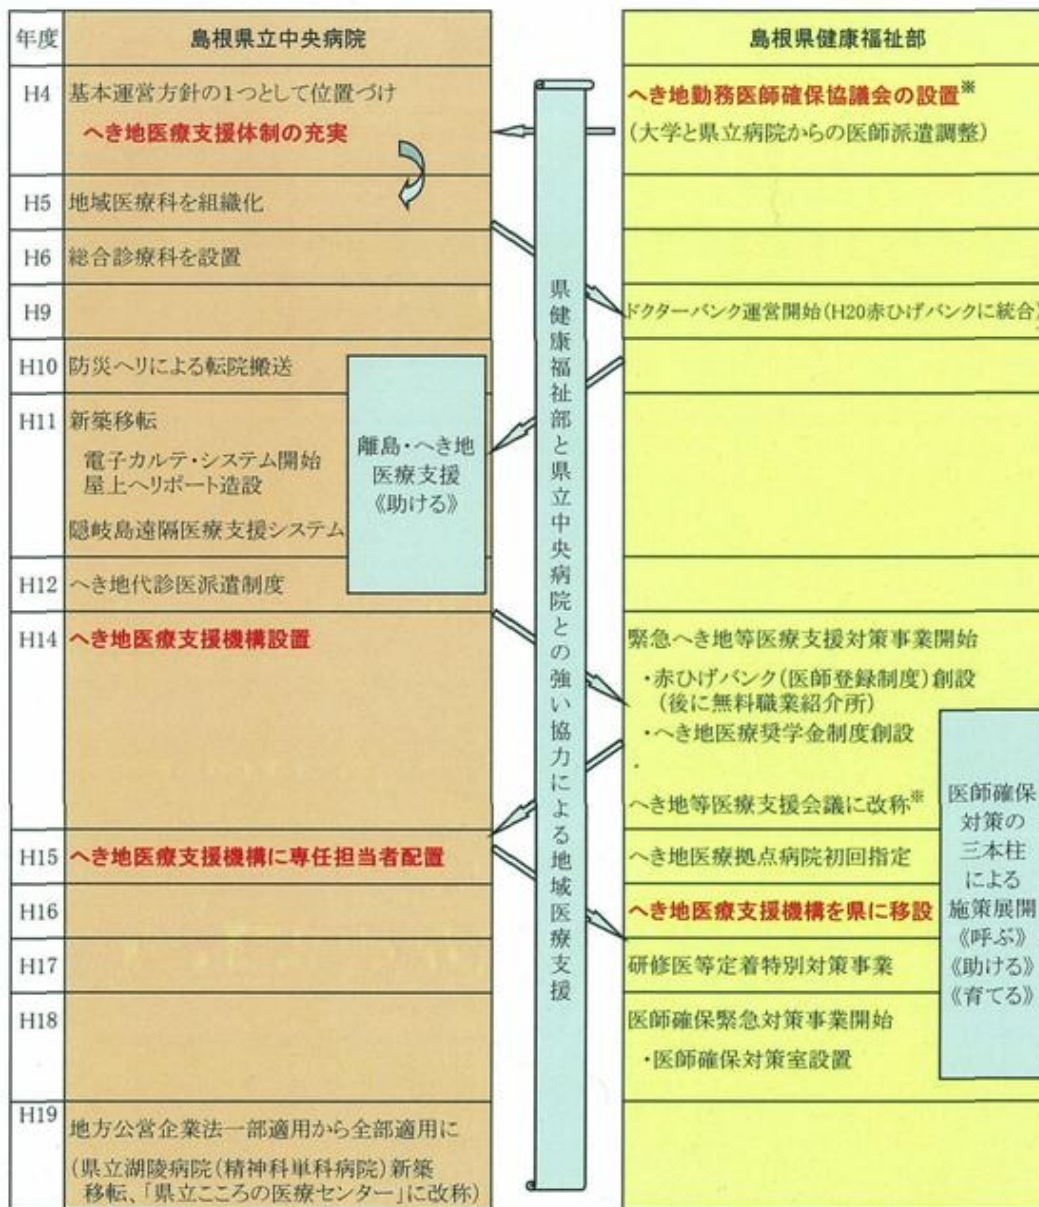 年度 島根県立中央病院 島根県健康福祉部
H4 基本運営方針の1つとして位置づけ
へき地医療支援体制の充実
へき地勤務医師確保協議会の設置※
(大学と県立病院からの医師派遣調整)
H5 地域医療科を組織化
H6 総合診療科を設置
H9 ドクターバンク運営開始(H20赤ひげバンクに統合)
H10 防災ヘリによる転院搬送
H11 新築移転
電子カルテ・システム開始
屋上ヘリポート造設
隠岐島遠隔医療支援システム
離島・へき地
医療支援
《助ける》
H12 へき地代診医派遣制度
県健康福祉部と県立中央病院との強い協力による地域医療支援
H14 へき地医療支援機構設置
緊急へき地等医療支援対策事業開始
・赤ひげバンク(医師登録制度)創設
(後に無料職業紹介所)
・へき地医療奨学金制度創設
・
へき地等医療支援会議に改称※
H15 へき地医療支援機構に専任担当者配置 へき地医療拠点病院初回指定
H16 へき地医療支援機構を県に移設
H17 研修医等定着特別対策事業
H18 医師確保緊急対策事業開始
・医師確保対策室設置
医師確保
対策の
三本柱
による
施策展開
《呼ぶ》
《助ける》
《育てる》
H19 地方公営企業法一部適用から全部適用に
(県立湖陵病院(精神科単科病院)新築
移転、「県立こころの医療センター」に改称)